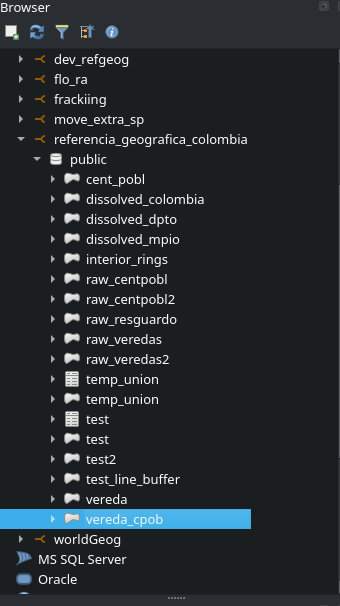 Browser
dev_refgeog
flo_ra
frackiing
move_extra_sp
referencia_geografica_colombia
public
cent_pobl
dissolved_colombia
dissolved_dpto
dissolved_mpio
interior_rings
raw_centpobl
raw_centpobl2
raw_resguardo
raw_veredas
raw_veredas2
temp_union
temp_union
test
test
test2
test_line_buffer
vereda
vereda_cpob
worldGeog
MS SQL Server
Oracle